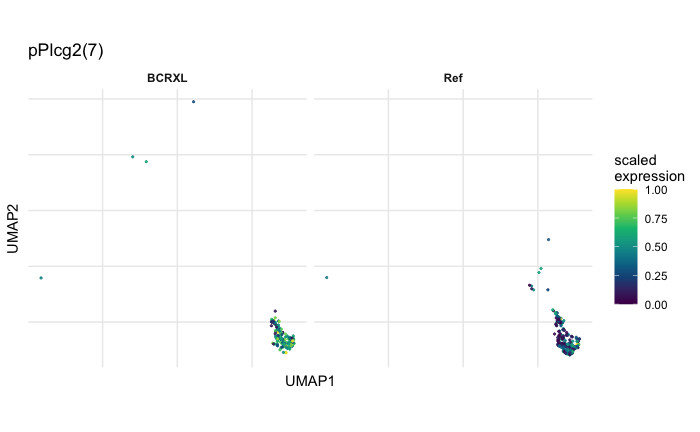 pPlcg2(7)
BCRXL
Ref
UMAP2
UMAP1
scaled
expression
1.00
0.75
0.50
0.25
0.00